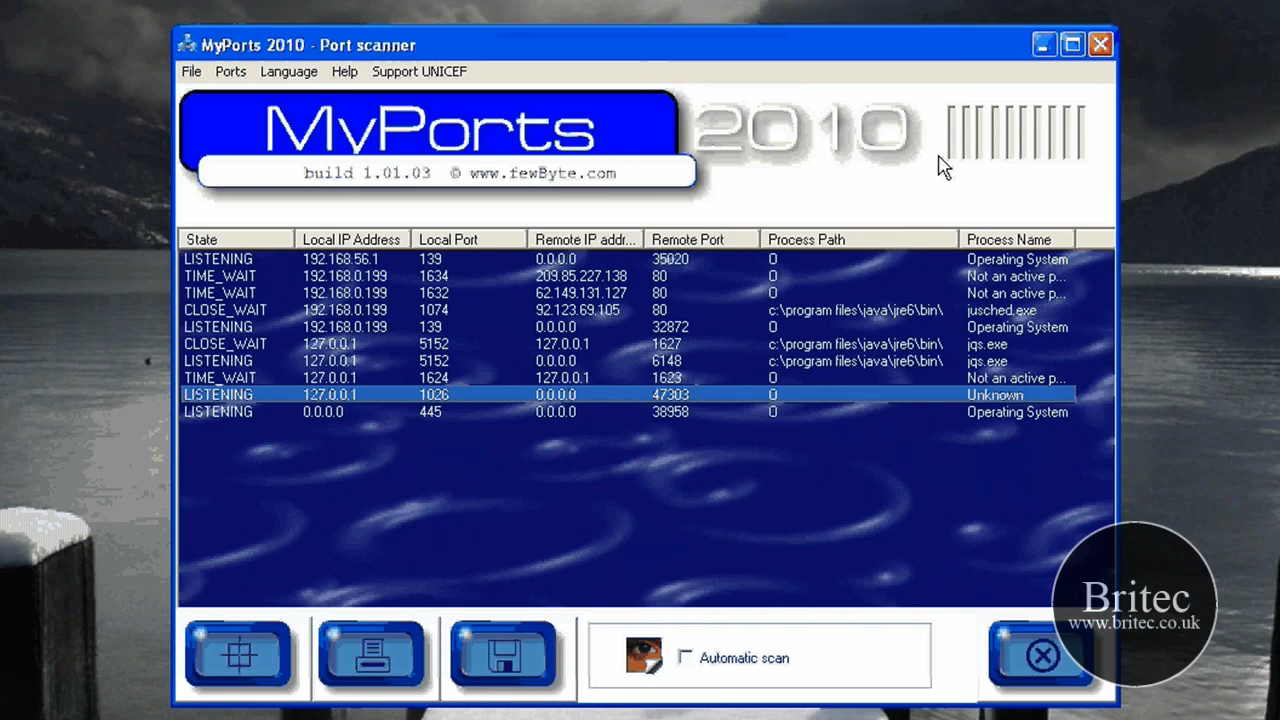 MyPorts 2010 - Port scanner
File Ports Language Help Support UNICEF
MyPorts 2010
build 1.01.03 © www.fewByte.com
State Local IP Address Local Port Remote IP addr... Remote Port Process Path Process Name
LISTENING 192.168.56.1 139 0.0.0.0 35020 0 Operating System
TIME_WAIT 192.168.0.199 1634 209.85.227.138 80 0 Not an active p...
TIME_WAIT 192.168.0.199 1632 62.149.131.127 80 0 Not an active p...
CLOSE_WAIT 192.168.0.199 1074 92.123.69.105 80 c:\program files\java\jre6\bin\ jusched.exe
LISTENING 192.168.0.199 139 0.0.0.0 32872 0 Operating System
CLOSE_WAIT 127.0.0.1 5152 127.0.0.1 1627 c:\program files\java\jre6\bin\ jqs.exe
LISTENING 127.0.0.1 5152 0.0.0.0 6148 c:\program files\java\jre6\bin\ jqs.exe
TIME_WAIT 127.0.0.1 1624 127.0.0.1 1623 0 Not an active p...
LISTENING 127.0.0.1 1026 0.0.0.0 47303 0 Unknown
LISTENING 0.0.0.0 445 0.0.0.0 38958 0 Operating System
Automatic scan
Britec
www.britec.co.uk